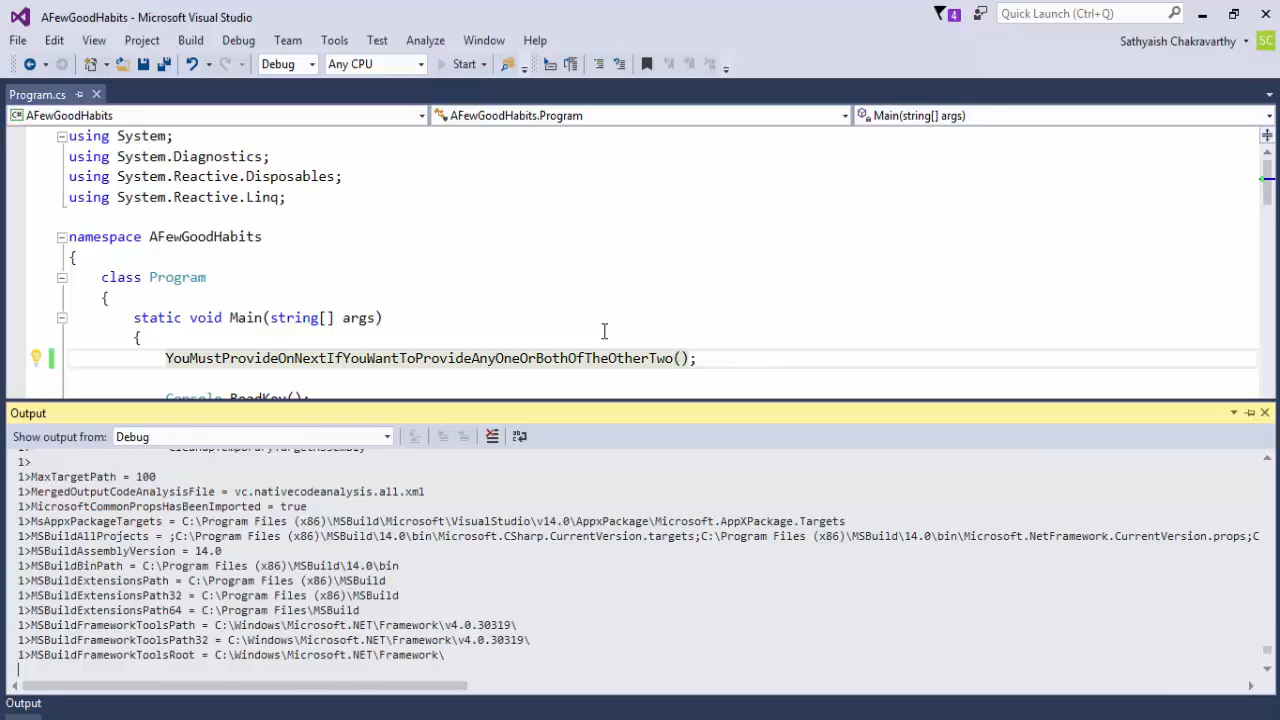 AFewGoodHabits - Microsoft Visual Studio
4
Quick Launch (Ctrl+Q)
File Edit View Project Build Debug Team Tools Test Analyze Window Help
Sathyaish Chakravarthy SC
Debug Any CPU Start
Program.cs
AFewGoodHabits AFewGoodHabits.Program Main(string[] args)
using System;
using System.Diagnostics;
using System.Reactive.Disposables;
using System.Reactive.Linq;
namespace AFewGoodHabits
{
class Program
{
static void Main(string[] args)
{
YouMustProvideOnNextIfYouWantToProvideAnyOneOrBothOfTheOtherTwo();
Console.ReadKey();
Output
Show output from: Debug
CleanupTemporaryTargetAssembly
1>
1>MaxTargetPath = 100
1>MergedOutputCodeAnalysisFile = vc.nativecodeanalysis.all.xml
1>MicrosoftCommonPropsHasBeenImported = true
1>MsAppxPackageTargets = C:\Program Files (x86)\MSBuild\Microsoft\VisualStudio\v14.0\AppxPackage\Microsoft.AppXPackage.Targets
1>MSBuildAllProjects = ;C:\Program Files (x86)\MSBuild\14.0\bin\Microsoft.CSharp.CurrentVersion.targets;C:\Program Files (x86)\MSBuild\14.0\bin\Microsoft.NetFramework.CurrentVersion.props;C
1>MSBuildAssemblyVersion = 14.0
1>MSBuildBinPath = C:\Program Files (x86)\MSBuild\14.0\bin
1>MSBuildExtensionsPath = C:\Program Files (x86)\MSBuild
1>MSBuildExtensionsPath32 = C:\Program Files (x86)\MSBuild
1>MSBuildExtensionsPath64 = C:\Program Files\MSBuild
1>MSBuildFrameworkToolsPath = C:\Windows\Microsoft.NET\Framework\v4.0.30319\
1>MSBuildFrameworkToolsPath32 = C:\Windows\Microsoft.NET\Framework\v4.0.30319\
1>MSBuildFrameworkToolsRoot = C:\Windows\Microsoft.NET\Framework\
Output